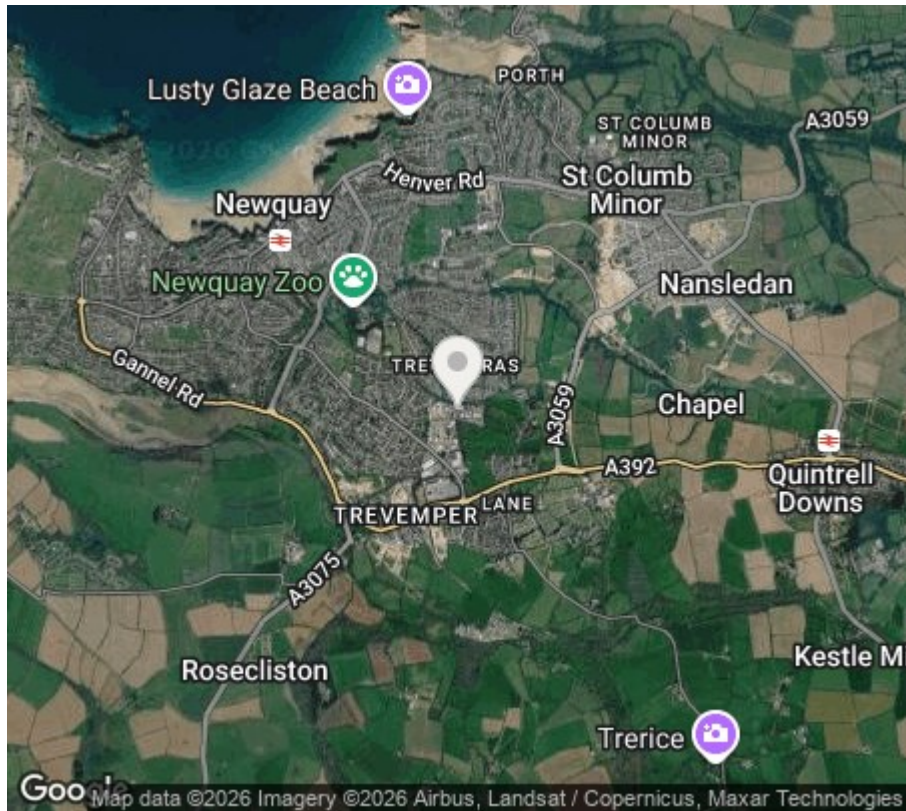 PORTH
Lusty Glaze Beach
A3059
ST COLUMB
MINOR
Henver Rd
St Columb
Minor
Newquay
Newquay Zoo
Nansledan
Gannel Rd
A3059
Chapel
A392
Quintrell
Downs
LANE
TREVEMPER
A3075
Rosecliston
Kestle
Trerice
Map data ©2026 Imagery ©2026 Airbus, Landsat / Copernicus, Maxar Technologies